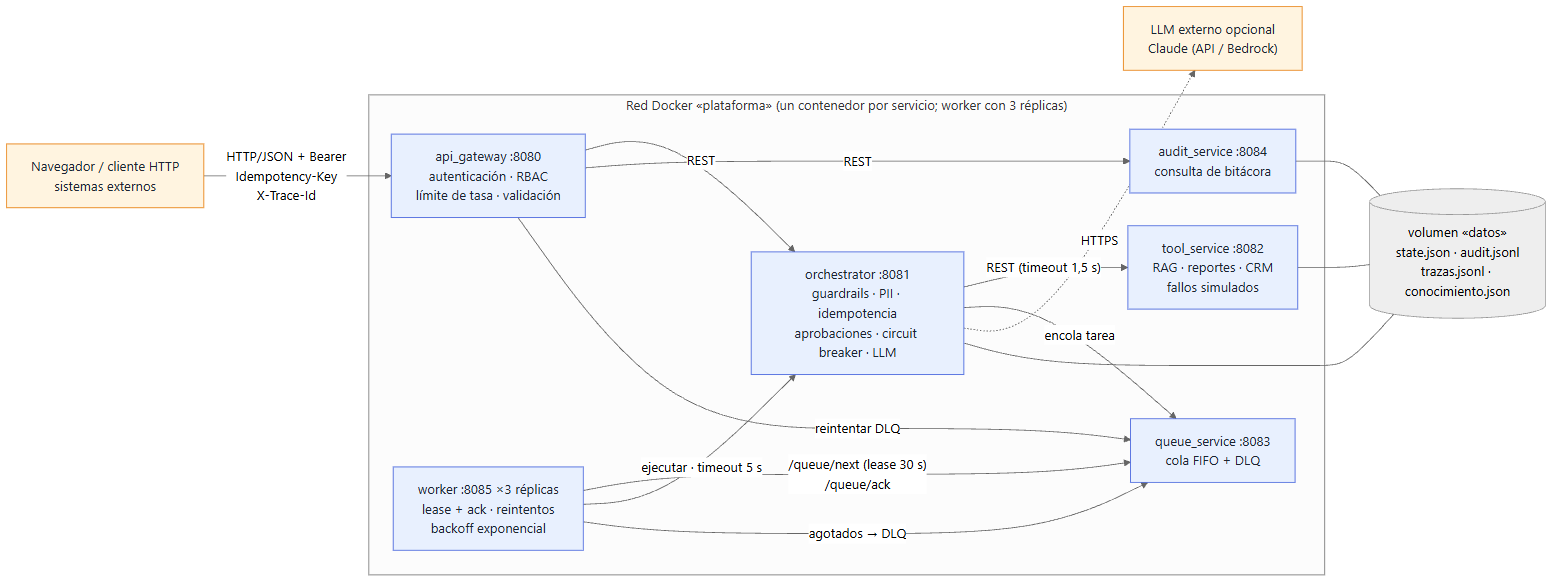 LLM externo opcional
Claude (API / Bedrock)
Red Docker «plataforma» (un contenedor por servicio; worker con 3 réplicas)
Navegador / cliente HTTP
sistemas externos
HTTP/JSON + Bearer
Idempotency-Key
X-Trace-Id
api_gateway :8080
autenticación · RBAC
límite de tasa · validación
REST
REST
audit_service :8084
consulta de bitácora
HTTPS
tool_service :8082
RAG · reportes · CRM
fallos simulados
volumen «datos»
state.json · audit.jsonl
trazas.jsonl ·
conocimiento.json
orchestrator :8081
guardrails · PII ·
idempotencia
aprobaciones · circuit
breaker · LLM
REST (timeout 1,5 s)
encola tarea
reintentar DLQ
queue_service :8083
cola FIFO + DLQ
ejecutar · timeout 5 s
/queue/next (lease 30 s)
/queue/ack
worker :8085 ×3 réplicas
lease + ack · reintentos
backoff exponencial
agotados → DLQ